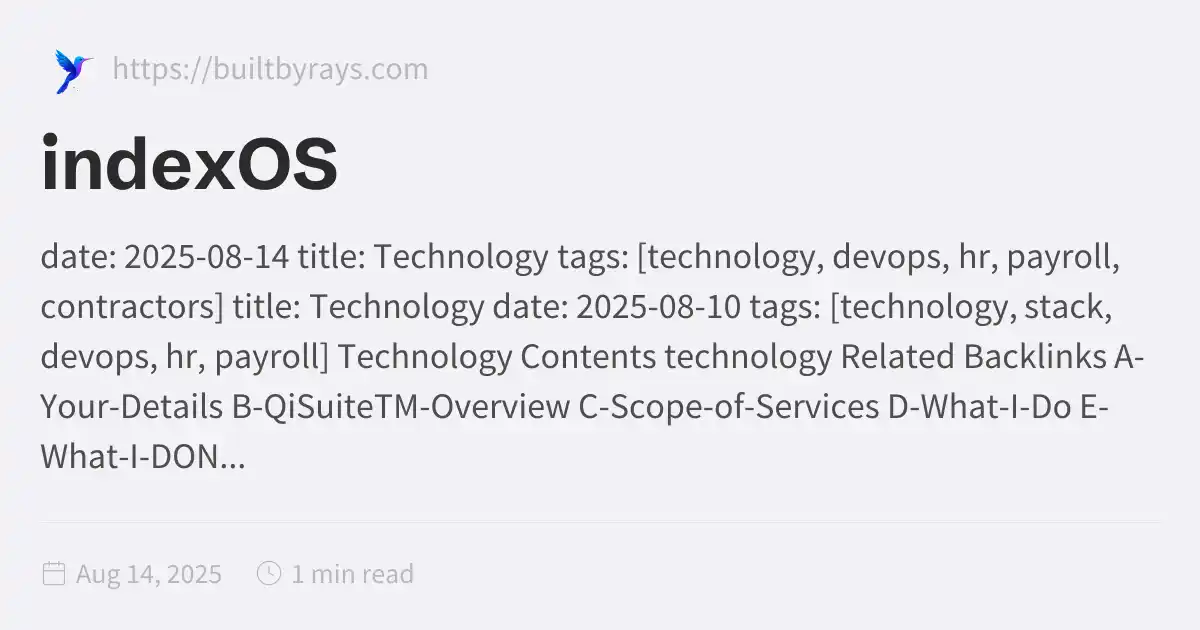 https://builtbyrays.com
indexOS
date: 2025-08-14 title: Technology tags: [technology, devops, hr, payroll,
contractors] title: Technology date: 2025-08-10 tags: [technology, stack,
devops, hr, payroll] Technology Contents technology Related Backlinks A-
Your-Details B-QiSuiteTM-Overview C-Scope-of-Services D-What-I-Do E-
What-I-DON...
Aug 14, 2025 1 min read